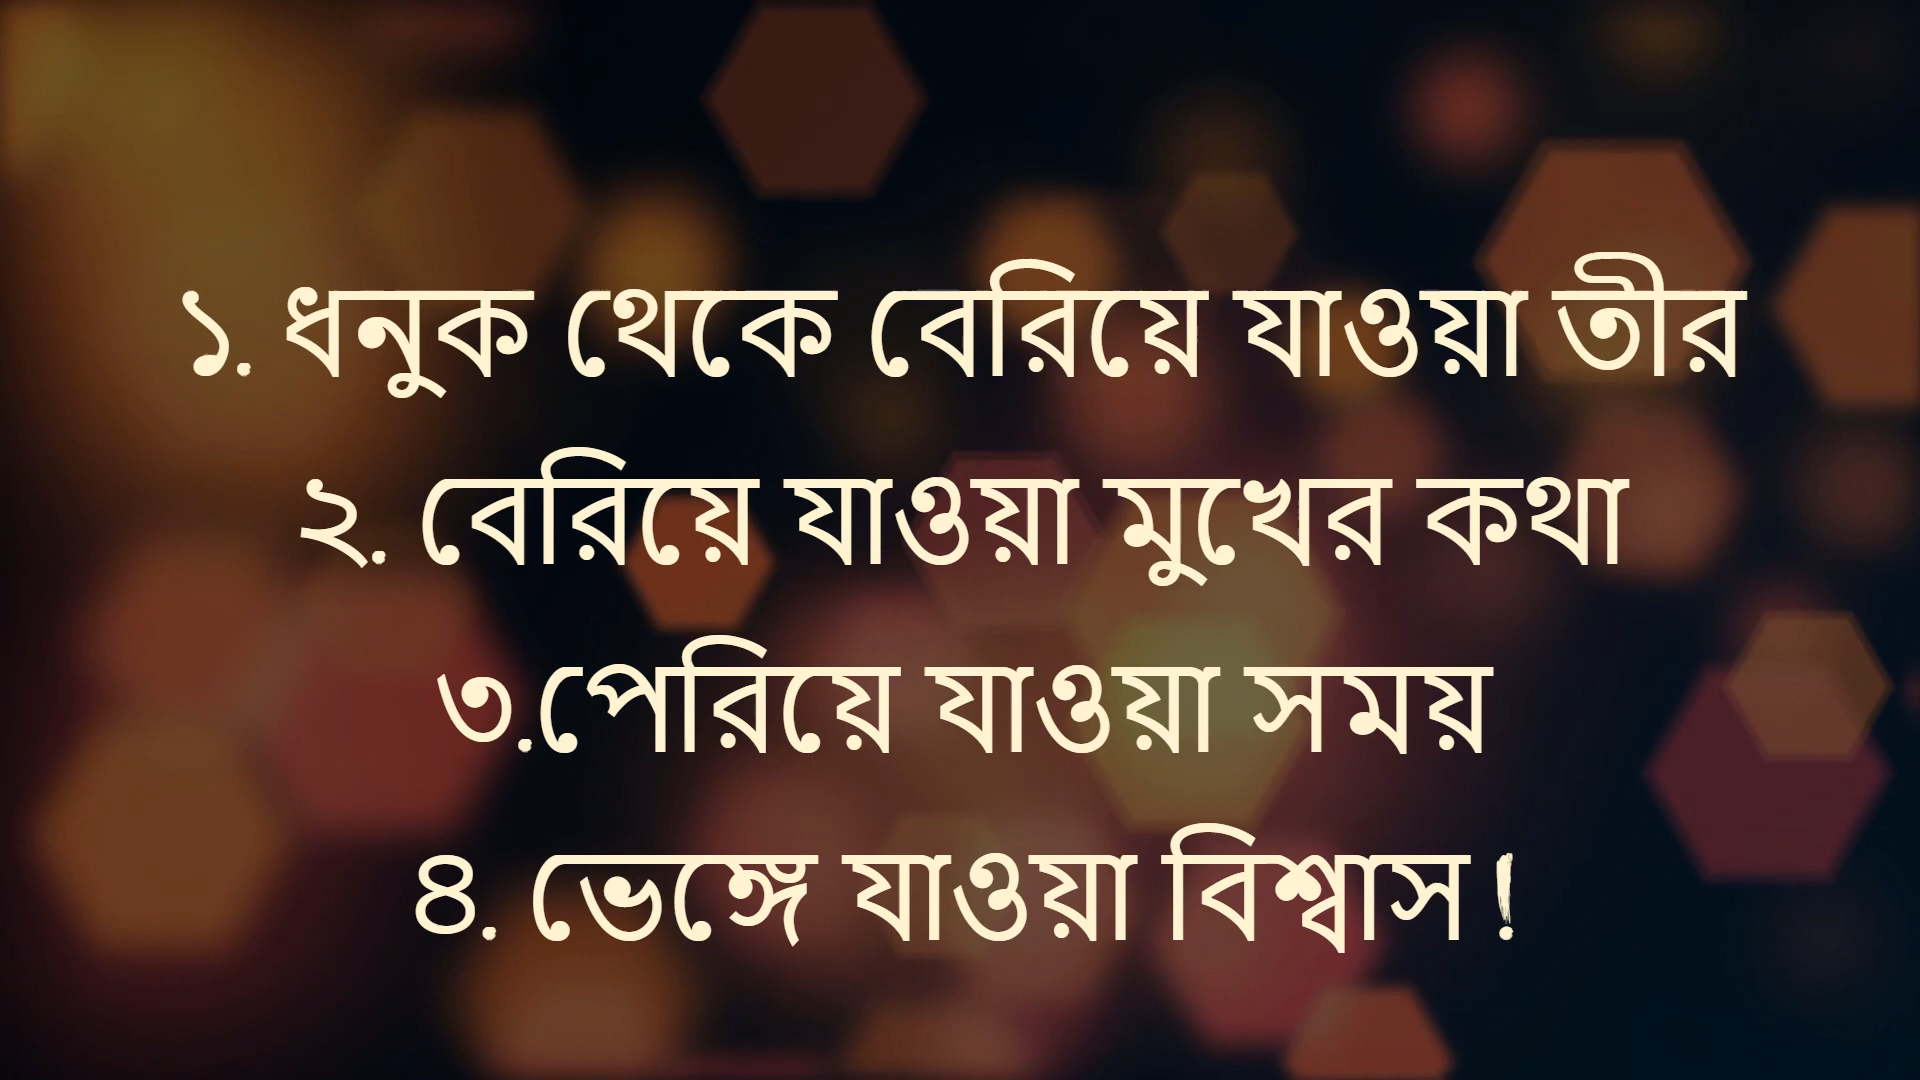 ১. ধনুক থেকে বেরিয়ে যাওয়া তীর
২. বেরিয়ে যাওয়া মুখের কথা
৩.পেরিয়ে যাওয়া সময়
৪. ভেঙ্গে যাওয়া বিশ্বাস !